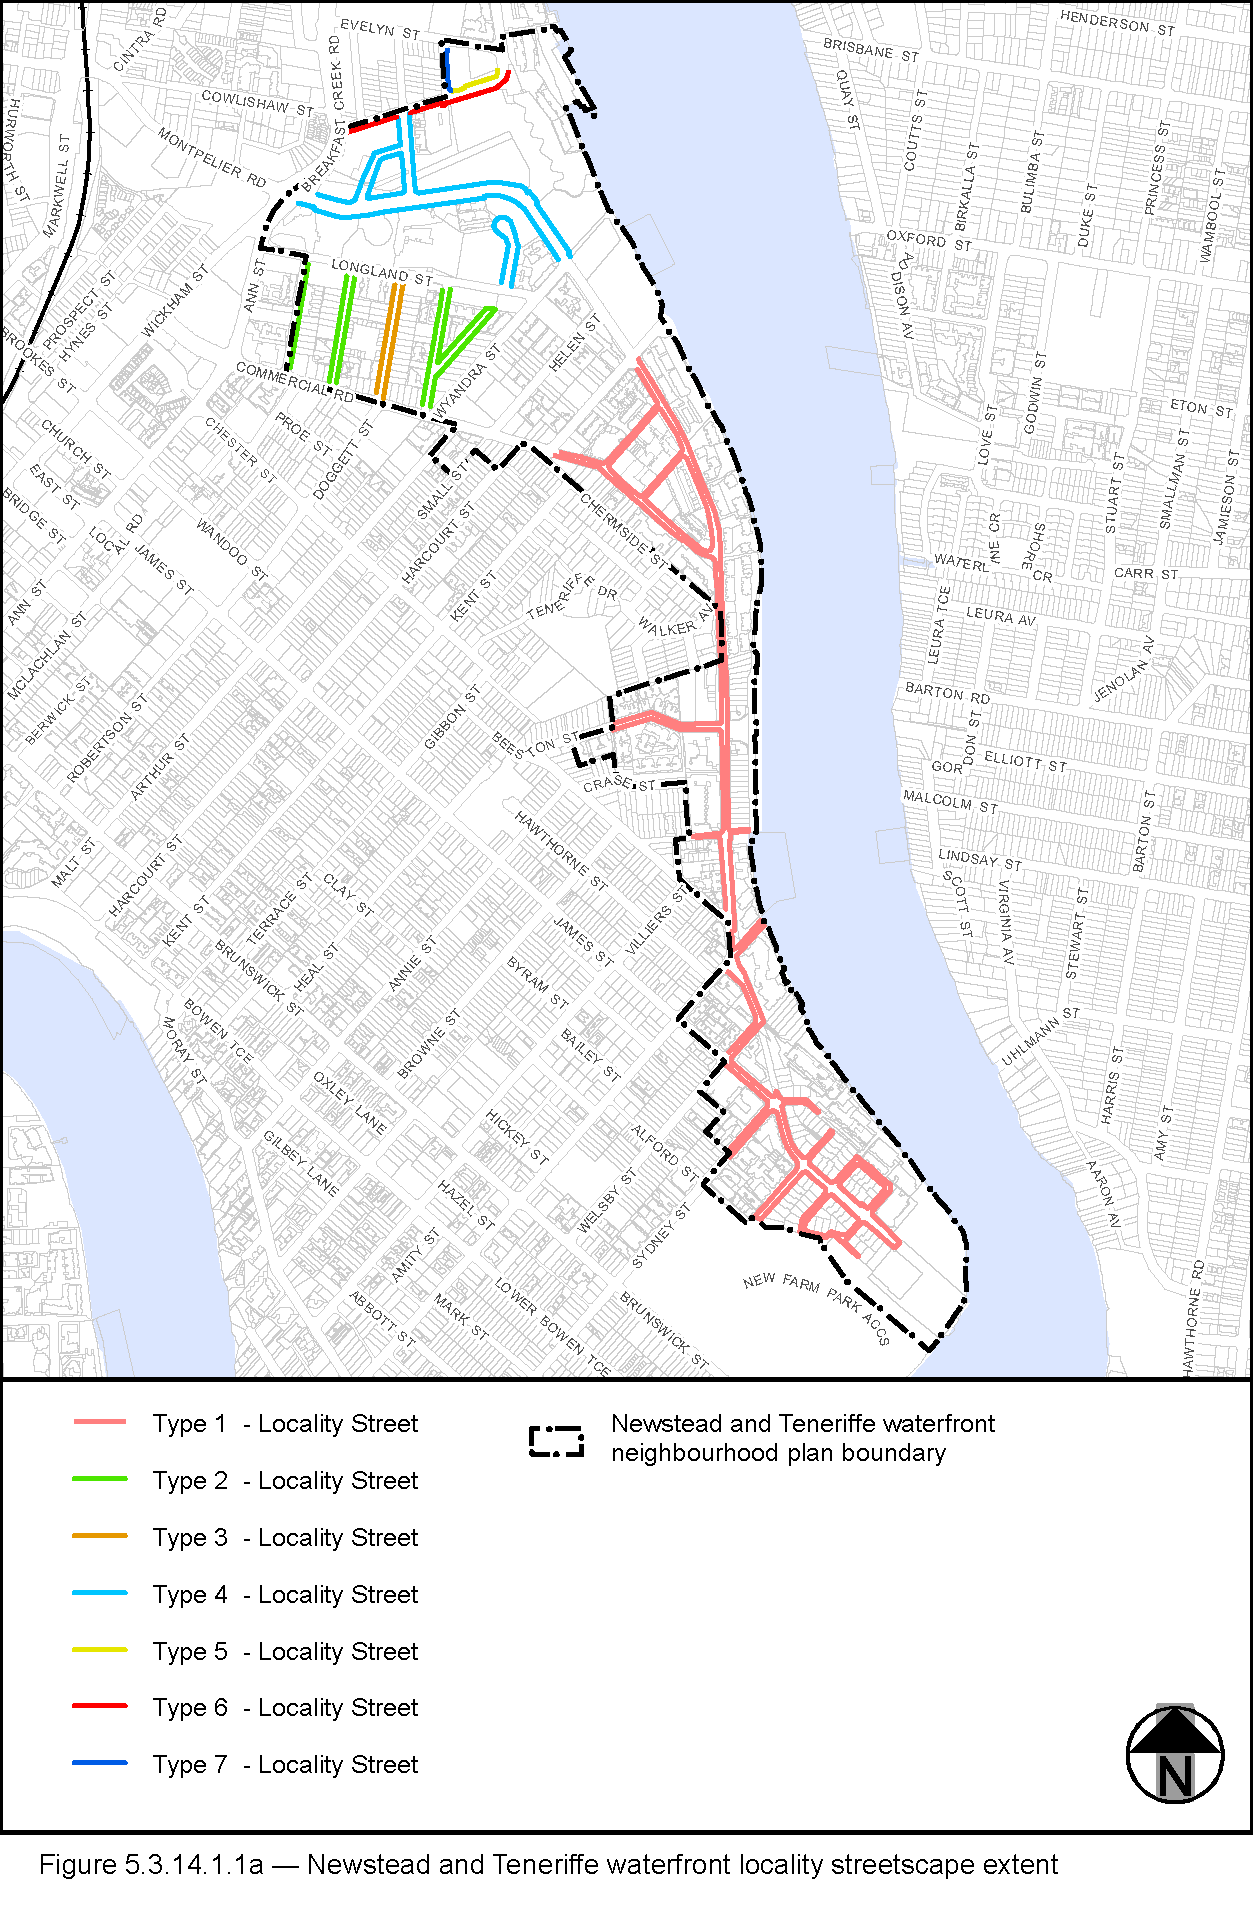 EVELYN ST
HENDERSON ST
BRISBANE ST
CINTRA RD
BREAKFAST CREEK RD
QUAY ST
COWLISHAW ST
COUTTS ST
HURWORTH ST
MARKWELL ST
MONTPELIER RD
BIRKALLA ST
BULIMBA ST
DUKE ST
PRINCESS ST
WAMBOOL ST
OXFORD ST
ADDISON AV
LONGLAND ST
ANN ST
PROSPECT ST
HYNES ST
WICKHAM ST
BROOKES ST
HELEN ST
COMMERCIAL RD
WYANDRA ST
GODWIN ST
LOVE ST
ETON ST
CHURCH ST
CHESTER ST
PROE ST
DOGGETT ST
EAST ST
BRIDGE ST
SMALL ST
HARCOURT ST
CHERMSIDE ST
STUART ST
SMALLMAN ST
JAMIESON ST
LOCAL RD
JAMES ST
WANDOO ST
KENT ST
TENERIFFE DR
WALKER AV
WATERLINE CR
SHORE CR
CARR ST
ANN ST
MCLACHLAN ST
BERWICK ST
ROBERTSON ST
ARTHUR ST
GIBBON ST
BEESTON ST
CRASE ST
LEURA TCE
LEURA AV
JENOLAN AV
BARTON RD
DON ST
GORDON ST
ELLIOTT ST
MALCOLM ST
BARTON ST
LINDSAY ST
MALT ST
HARCOURT ST
KENT ST
TERRACE ST
CLAY ST
HAWTHORNE ST
JAMES ST
VILLIERS ST
SCOTT ST
VIRGINIA AV
STEWART ST
BRUNSWICK ST
HEAL ST
ANNIE ST
BYRAM ST
BOWEN TCE
MORAY ST
BROWNE ST
BAILEY ST
UHLMANN ST
HARRIS ST
OXLEY LANE
GILBEY LANE
HICKEY ST
ALFORD ST
AMY ST
AARON AV
HAZEL ST
WELSBY ST
SYDNEY ST
AMITY ST
ABBOTT ST
MARK ST
LOWER BOWEN TCE
BRUNSWICK ST
NEW FARM PARK ACCS
HAWTHORNE RD
Type 1 - Locality Street
Newstead and Teneriffe waterfront
neighbourhood plan boundary
Type 2 - Locality Street
Type 3 - Locality Street
Type 4 - Locality Street
Type 5 - Locality Street
Type 6 - Locality Street
Type 7 - Locality Street
N
Figure 5.3.14.1.1a — Newstead and Teneriffe waterfront locality streetscape extent